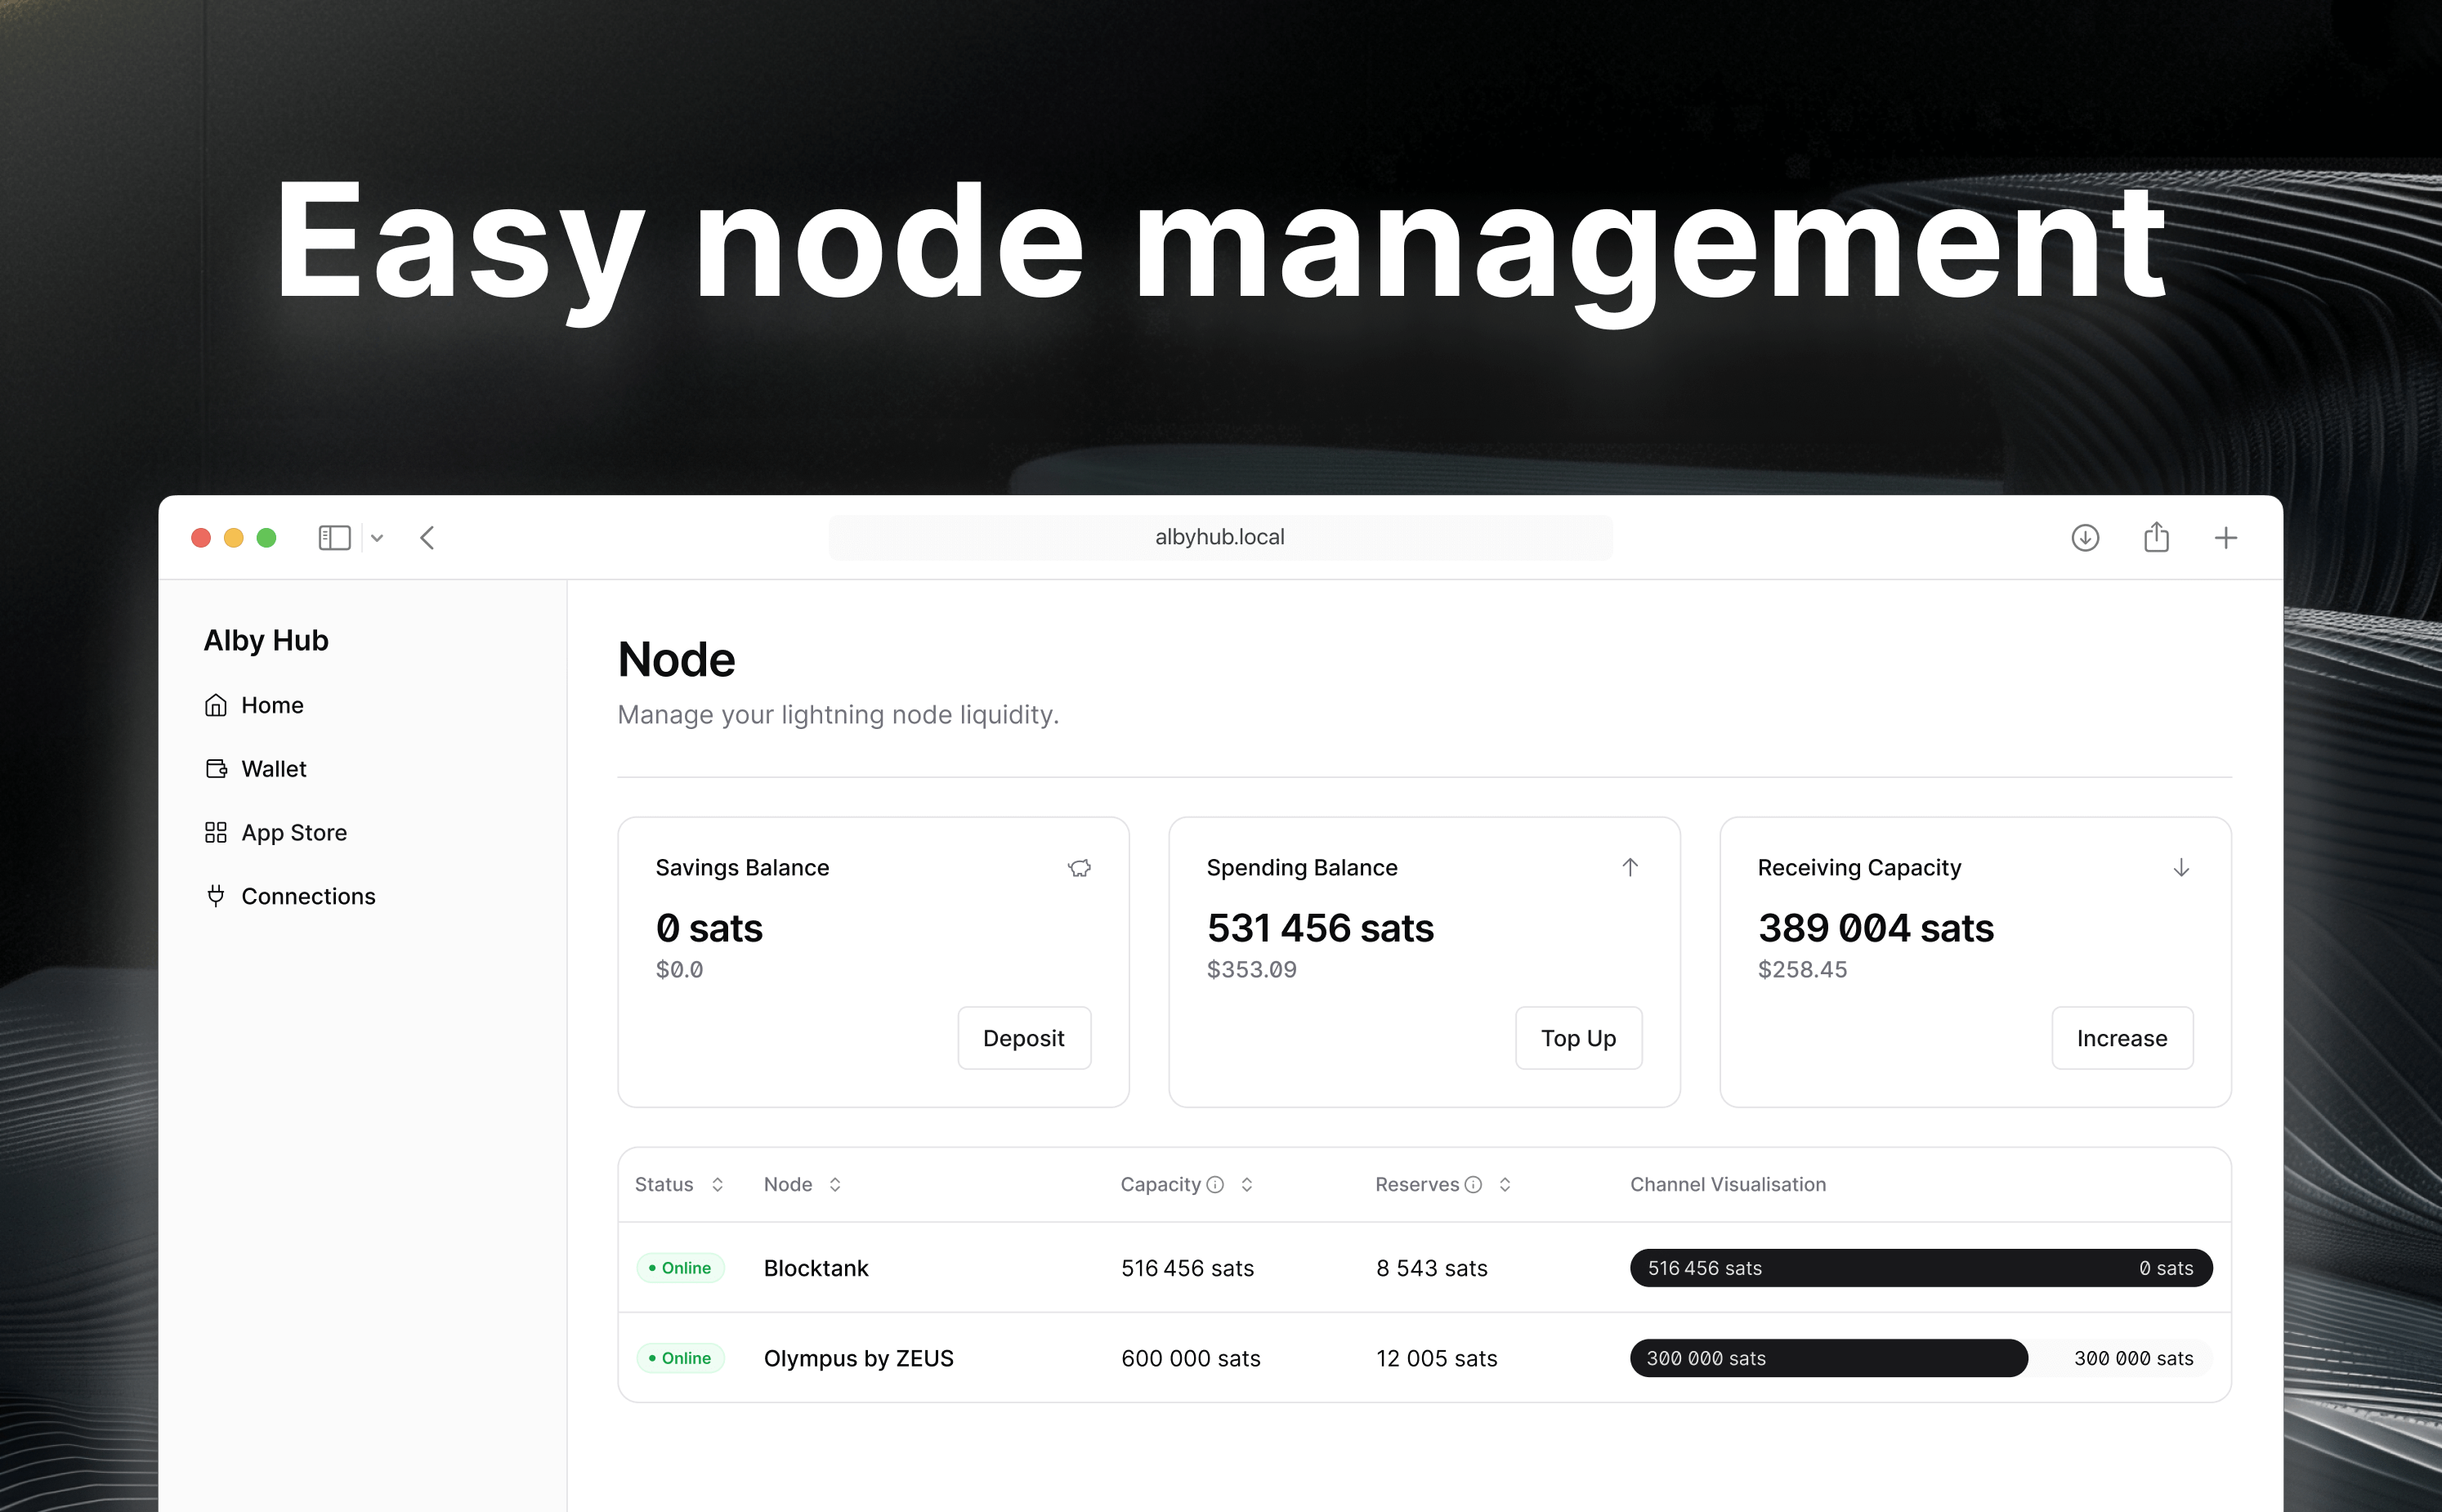 Easy node management
albyhub.local
Alby Hub
Home
Wallet
App Store
Connections
Node
Manage your lightning node liquidity.
Savings Balance
0 sats
$0.0
Deposit
Spending Balance
531 456 sats
$353.09
Top Up
Receiving Capacity
389 004 sats
$258.45
Increase
Status Node Capacity Reserves Channel Visualisation
Online Blocktank 516 456 sats 8 543 sats 516 456 sats 0 sats
Online Olympus by ZEUS 600 000 sats 12 005 sats 300 000 sats 300 000 sats